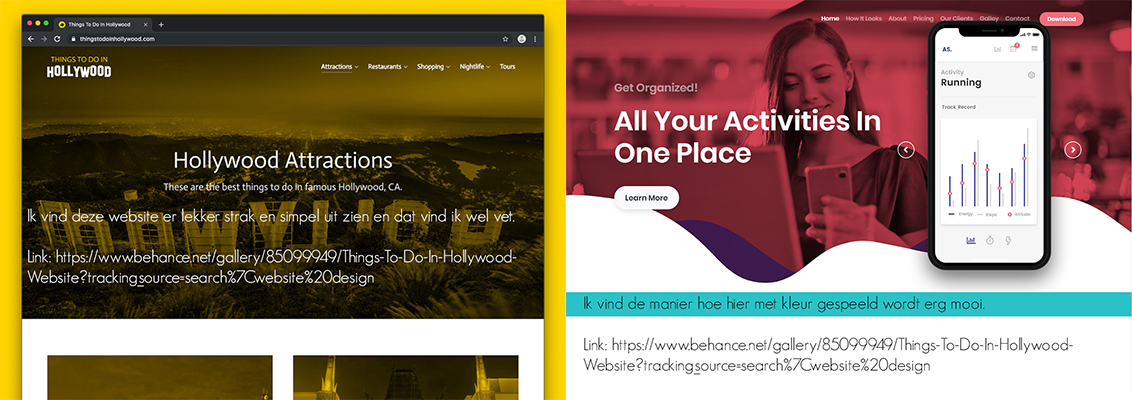 Things To Do In Hollywood
thingstodoinhollywood.com
THINGS TO DO IN
HOLLYWOOD
Attractions Restaurants Shopping Nightlife Tours
Hollywood Attractions
These are the best things to do in famous Hollywood, CA.
Ik vind deze website er lekker strak en simpel uit zien en dat vind ik wel vet.
Link: https://www.behance.net/gallery/85099949/Things-To-Do-In-Hollywood-
Website?tracking_source=search%7Cwebsite%20design
Home How It Looks About Pricing Our Clients Galley Contact Download
Get Organized!
All Your Activities In
One Place
Learn More
AS.
Activity
Running
Track Record
Energy Steps Altitude
Ik vind de manier hoe hier met kleur gespeeld wordt erg mooi.
Link: https://www.behance.net/gallery/85099949/Things-To-Do-In-Hollywood-
Website?tracking_source=search%7Cwebsite%20design